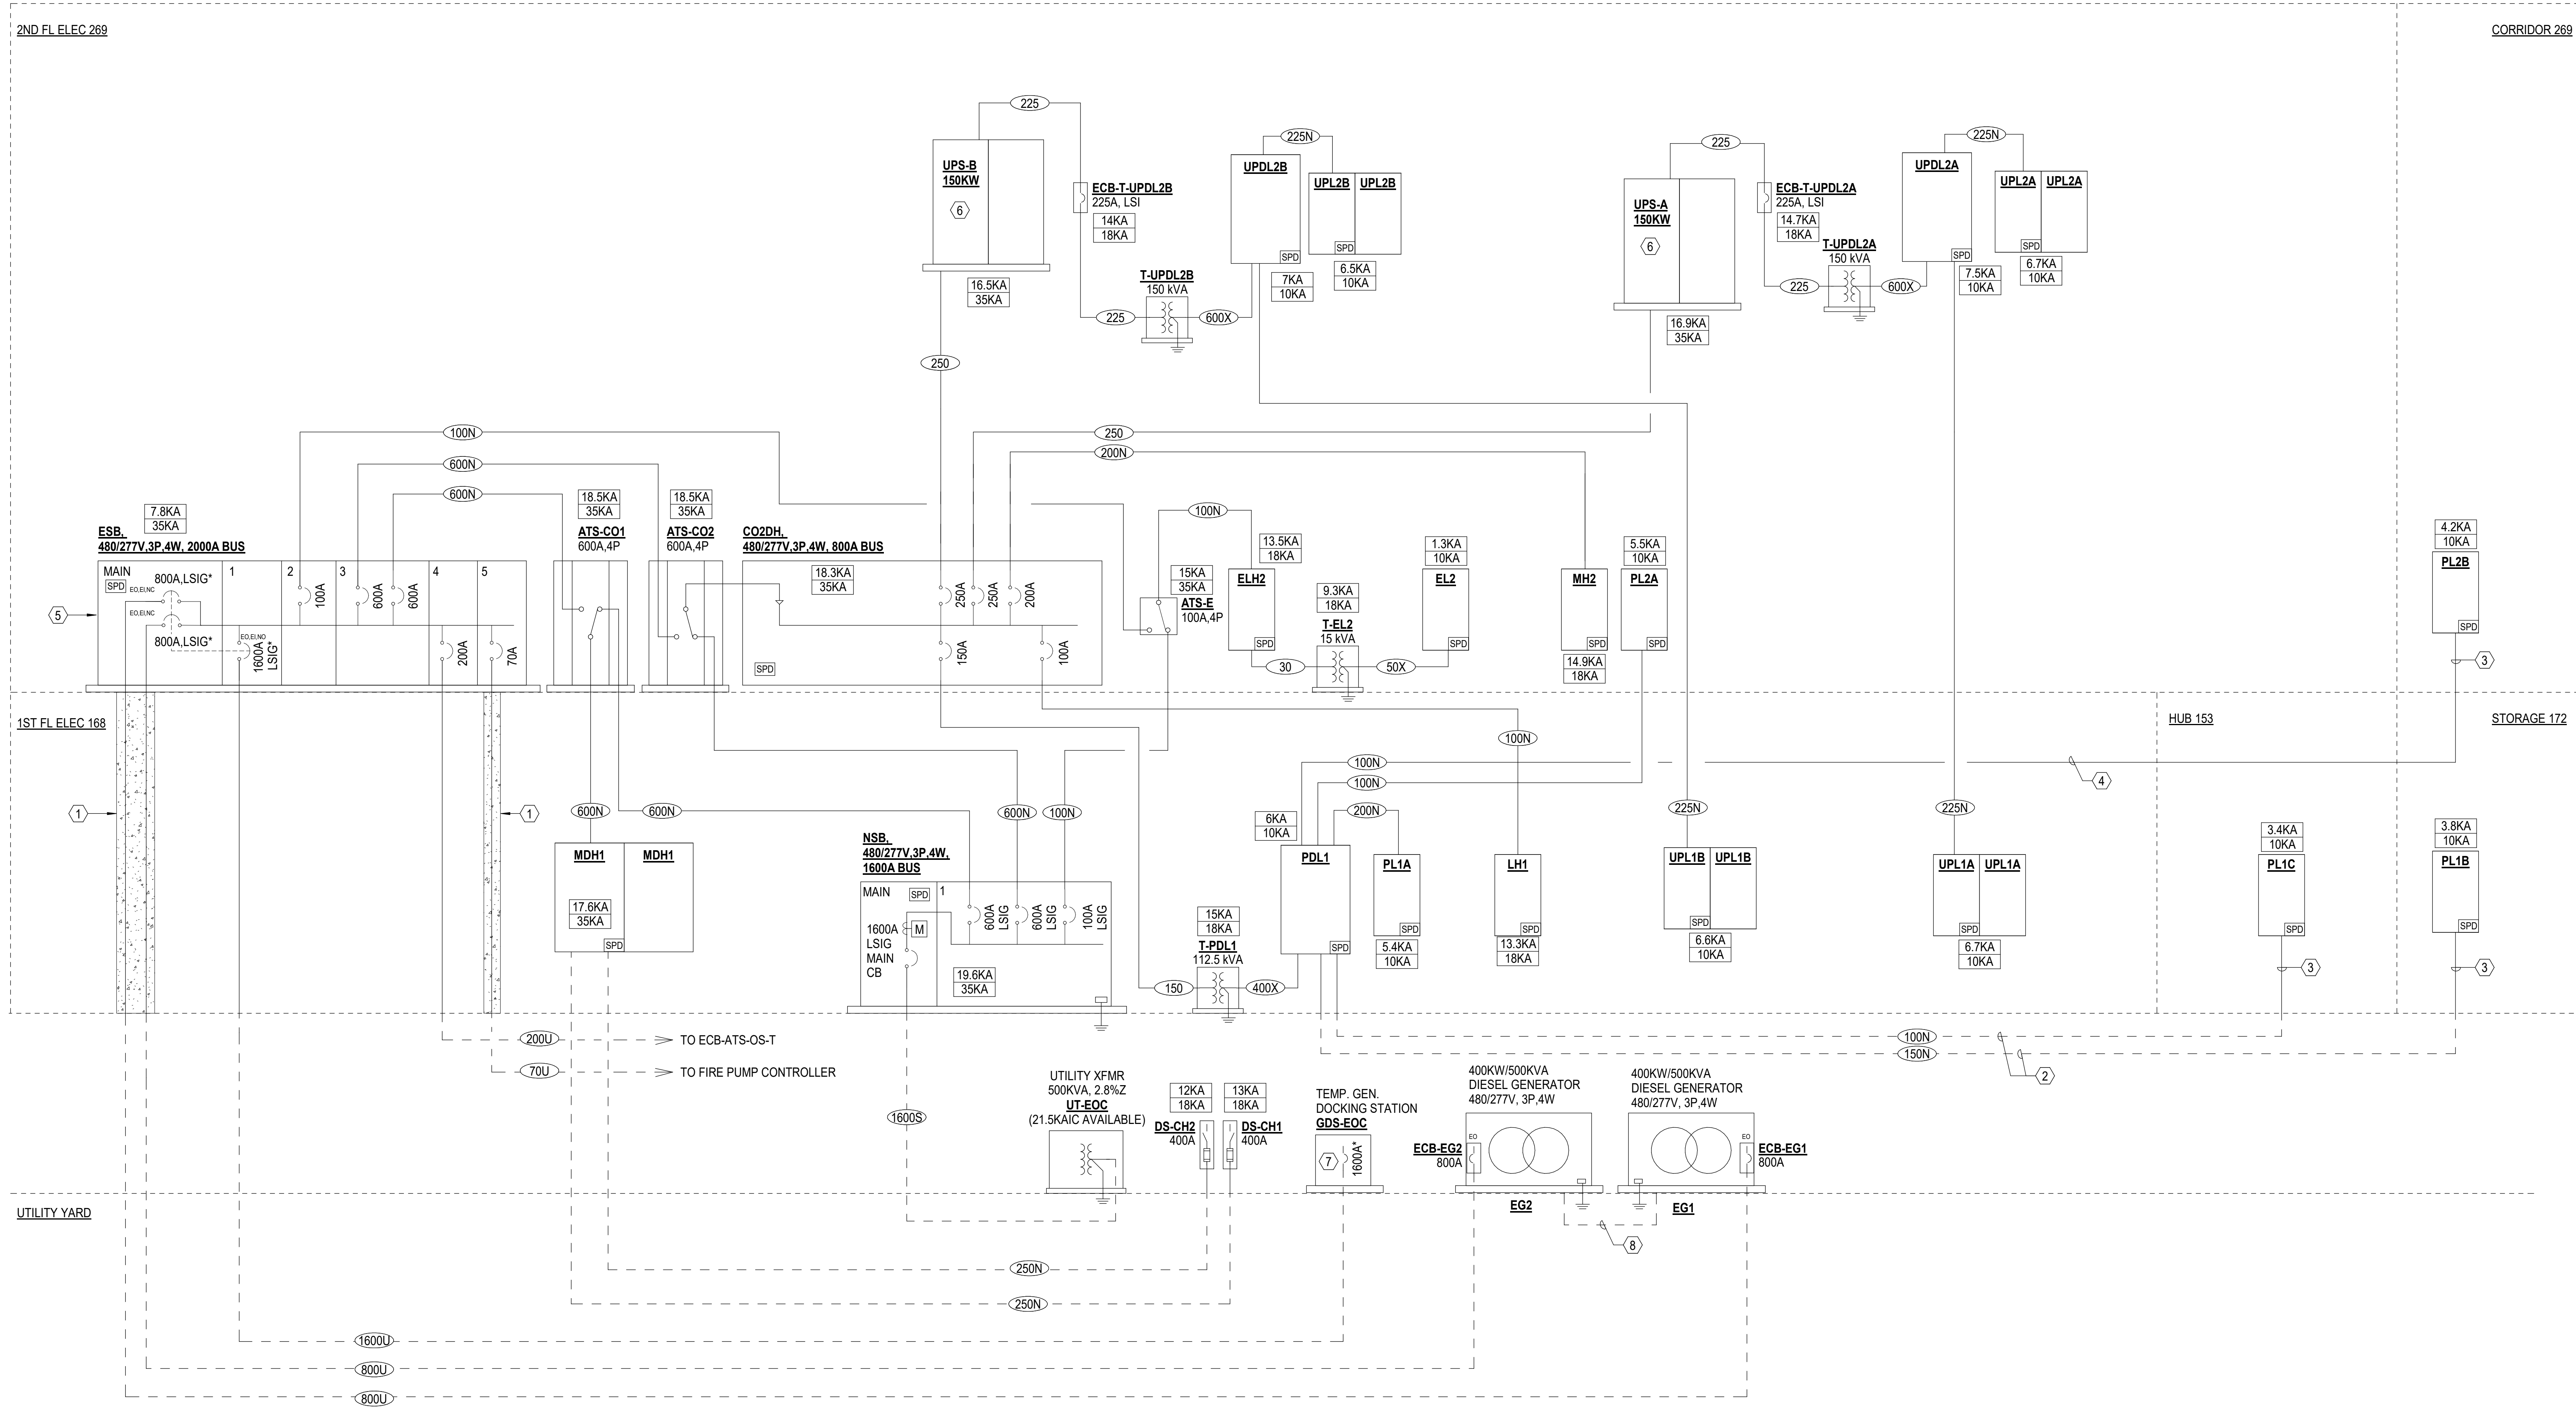 2ND FL ELEC 269
CORRIDOR 269
225
UPS-B
150KW
6
16.5KA
35KA
250
ECB-T-UPDL2B
225A, LSI
14KA
18KA
T-UPDL2B
150 kVA
225
600X
225N
UPDL2B
SPD
7KA
10KA
UPL2B
UPL2B
SPD
6.5KA
10KA
225
UPS-A
150KW
6
16.9KA
35KA
ECB-T-UPDL2A
225A, LSI
14.7KA
18KA
T-UPDL2A
150 kVA
225
600X
225N
UPDL2A
SPD
7.5KA
10KA
UPL2A
UPL2A
SPD
6.7KA
10KA
100N
600N
600N
250
200N
7.8KA
35KA
ESB,
480/277V,3P,4W, 2000A BUS
5
MAIN
SPD
800A,LSIG*
EO,EI,NC
EO,EI,NC
800A,LSIG*
1
EO,EI,NO
1600A
LSIG*
2
100A
3
600A
600A
4
200A
5
70A
18.5KA
35KA
ATS-CO1
600A,4P
18.5KA
35KA
ATS-CO2
600A,4P
CO2DH,
480/277V,3P,4W, 800A BUS
18.3KA
35KA
250A
250A
200A
150A
100A
SPD
15KA
35KA
ATS-E
100A,4P
100N
13.5KA
18KA
ELH2
SPD
30
9.3KA
18KA
T-EL2
15 kVA
50X
1.3KA
10KA
EL2
SPD
MH2
SPD
14.9KA
18KA
5.5KA
10KA
PL2A
SPD
4.2KA
10KA
PL2B
SPD
3
1ST FL ELEC 168
HUB 153
STORAGE 172
1
1
600N
600N
MDH1
MDH1
17.6KA
35KA
SPD
NSB,
480/277V,3P,4W,
1600A BUS
600N
100N
MAIN
SPD
1
1600A
LSIG
MAIN
CB
M
600A
LSIG
600A
LSIG
100A
LSIG
19.6KA
35KA
100N
100N
100N
200N
4
6KA
10KA
PDL1
SPD
15KA
18KA
T-PDL1
112.5 kVA
150
400X
PL1A
SPD
5.4KA
10KA
LH1
SPD
13.3KA
18KA
225N
UPL1B
UPL1B
SPD
6.6KA
10KA
225N
UPL1A
UPL1A
SPD
6.7KA
10KA
3.4KA
10KA
PL1C
SPD
3
3.8KA
10KA
PL1B
SPD
3
200U
TO ECB-ATS-OS-T
70U
TO FIRE PUMP CONTROLLER
100N
150N
2
1600S
UTILITY XFMR
500KVA, 2.8%Z
UT-EOC
(21.5KAIC AVAILABLE)
12KA
18KA
DS-CH2
400A
13KA
18KA
DS-CH1
400A
TEMP. GEN.
DOCKING STATION
GDS-EOC
7
1600A*
400KW/500KVA
DIESEL GENERATOR
480/277V, 3P,4W
EO
ECB-EG2
800A
EG2
400KW/500KVA
DIESEL GENERATOR
480/277V, 3P,4W
EO
ECB-EG1
800A
EG1
8
UTILITY YARD
250N
250N
1600U
800U
800U